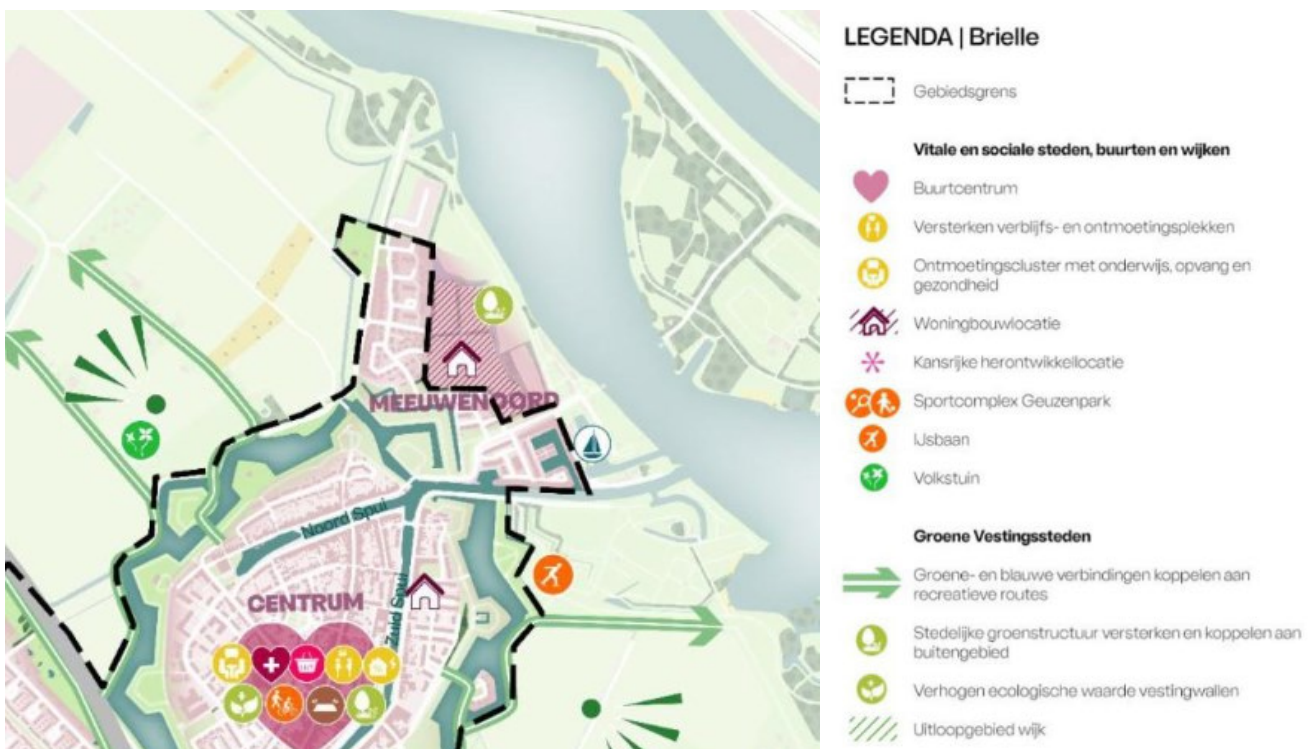 MEEUWENOORD
Noord Spui
CENTRUM
Zuid Spui
LEGENDA | Brielle
Gebiedsgrens
Vitale en sociale steden, buurten en wijken
Buurtcentrum
Versterken verblijfs- en ontmoetingsplekken
Ontmoetingscluster met onderwijs, opvang en
gezondheid
Woningbouwlocatie
Kansrijke herontwikkellocatie
Sportcomplex Geuzenpark
IJsbaan
Volkstuin
Groene Vestingssteden
Groene- en blauwe verbindingen koppelen aan
recreatieve routes
Stedelijke groenstructuur versterken en koppelen aan
buitengebied
Verhogen ecologische waarde vestingwallen
Uitloopgebied wijk